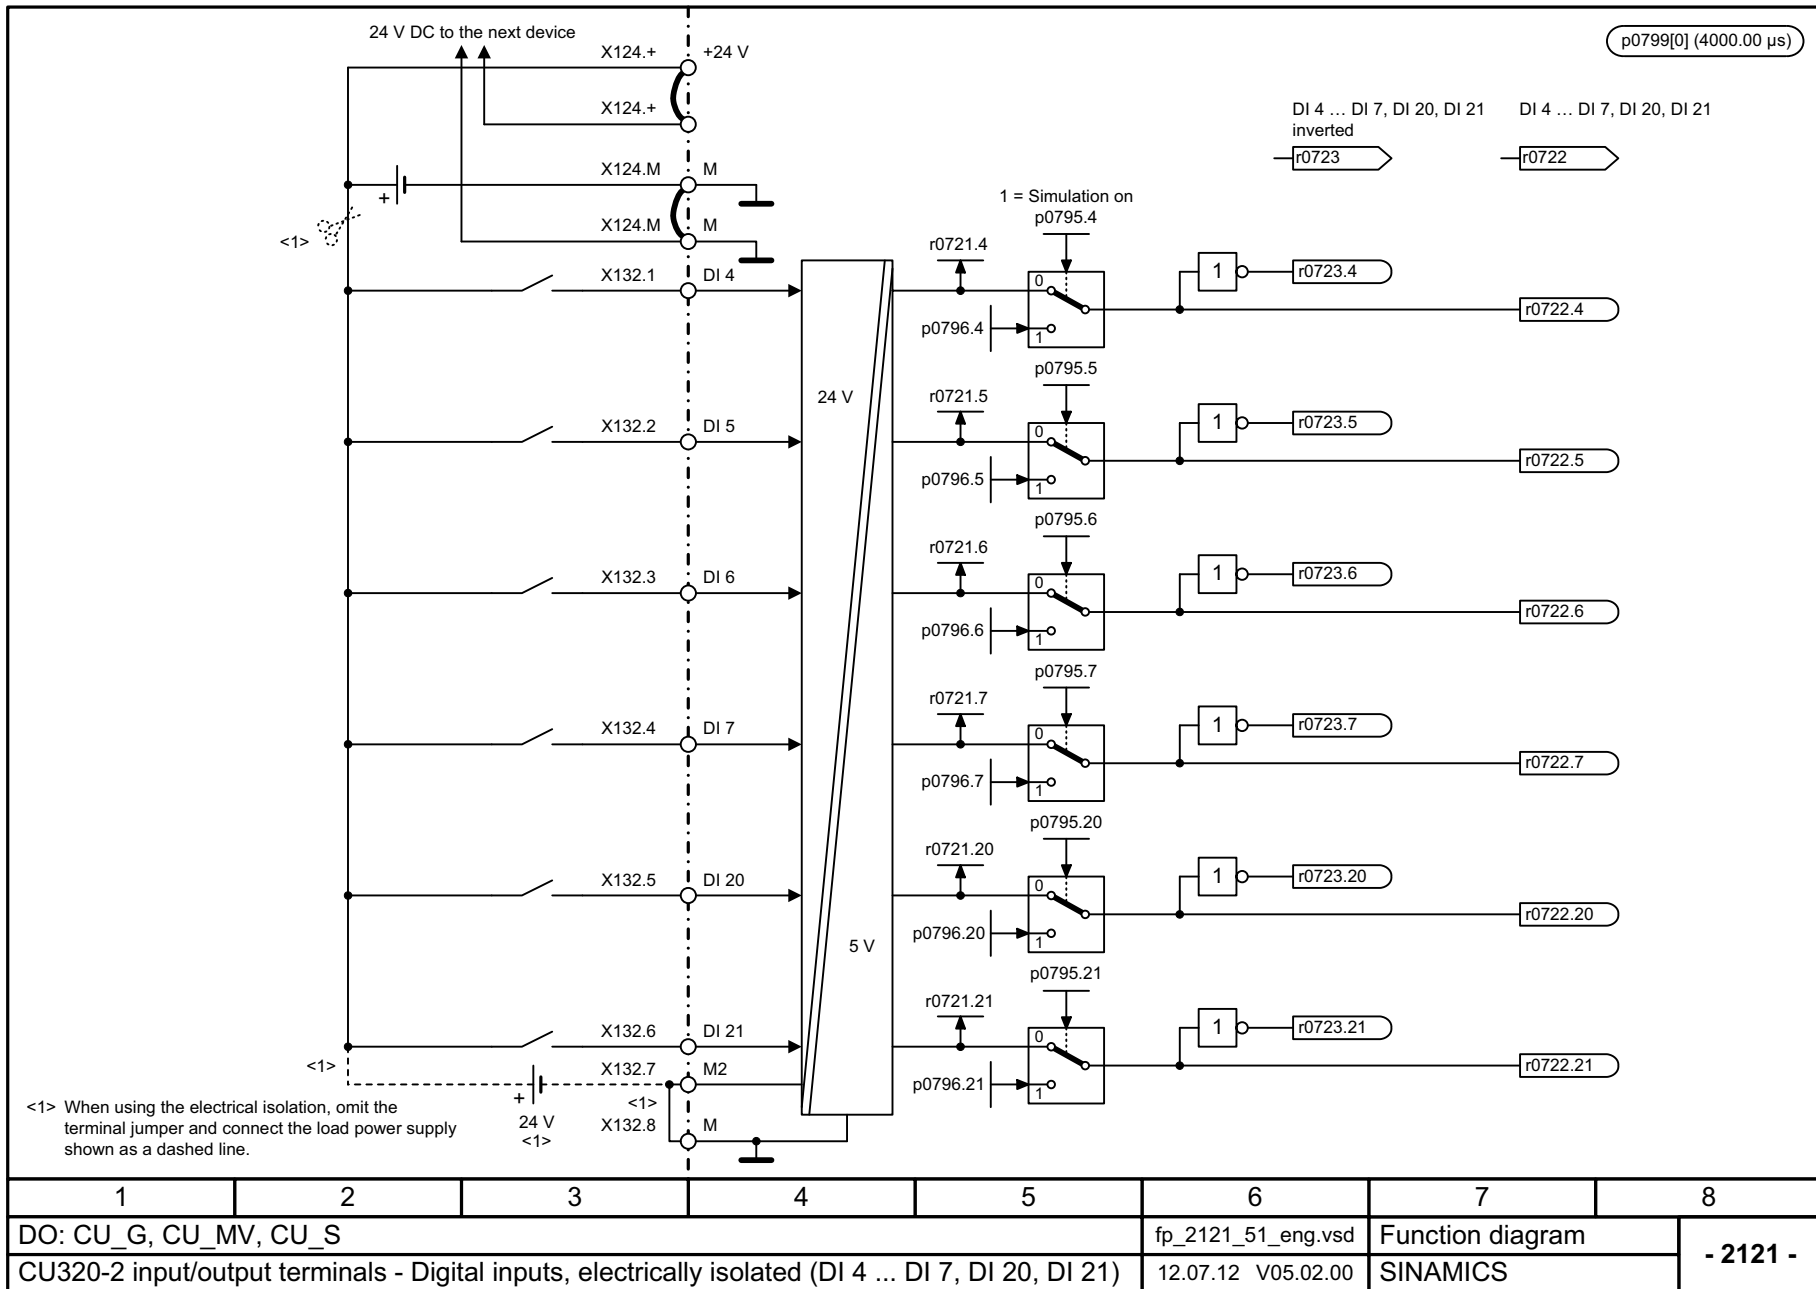 24 V DC to the next device
X124.+
+24 V
p0799[0] (4000.00 µs)
X124.+
DI 4 … DI 7, DI 20, DI 21
inverted
r0723
DI 4 … DI 7, DI 20, DI 21
r0722
X124.M
M
+
<1>
X124.M
M
1 = Simulation on
p0795.4
r0721.4
X132.1
DI 4
0
1
r0723.4
r0722.4
p0796.4
1
24 V
p0795.5
r0721.5
X132.2
DI 5
0
1
r0723.5
r0722.5
p0796.5
1
p0795.6
r0721.6
X132.3
DI 6
0
1
r0723.6
r0722.6
p0796.6
1
p0795.7
r0721.7
X132.4
DI 7
0
1
r0723.7
r0722.7
p0796.7
1
p0795.20
r0721.20
X132.5
DI 20
0
1
r0723.20
r0722.20
p0796.20
1
5 V
p0795.21
r0721.21
X132.6
DI 21
0
1
r0723.21
r0722.21
p0796.21
1
<1>
X132.7
M2
+
24 V
<1>
<1>
X132.8
M
<1> When using the electrical isolation, omit the
terminal jumper and connect the load power supply
shown as a dashed line.
1 2 3 4 5 6 7 8
DO: CU_G, CU_MV, CU_S
fp_2121_51_eng.vsd
Function diagram
- 2121 -
CU320-2 input/output terminals - Digital inputs, electrically isolated (DI 4 ... DI 7, DI 20, DI 21)
12.07.12 V05.02.00
SINAMICS